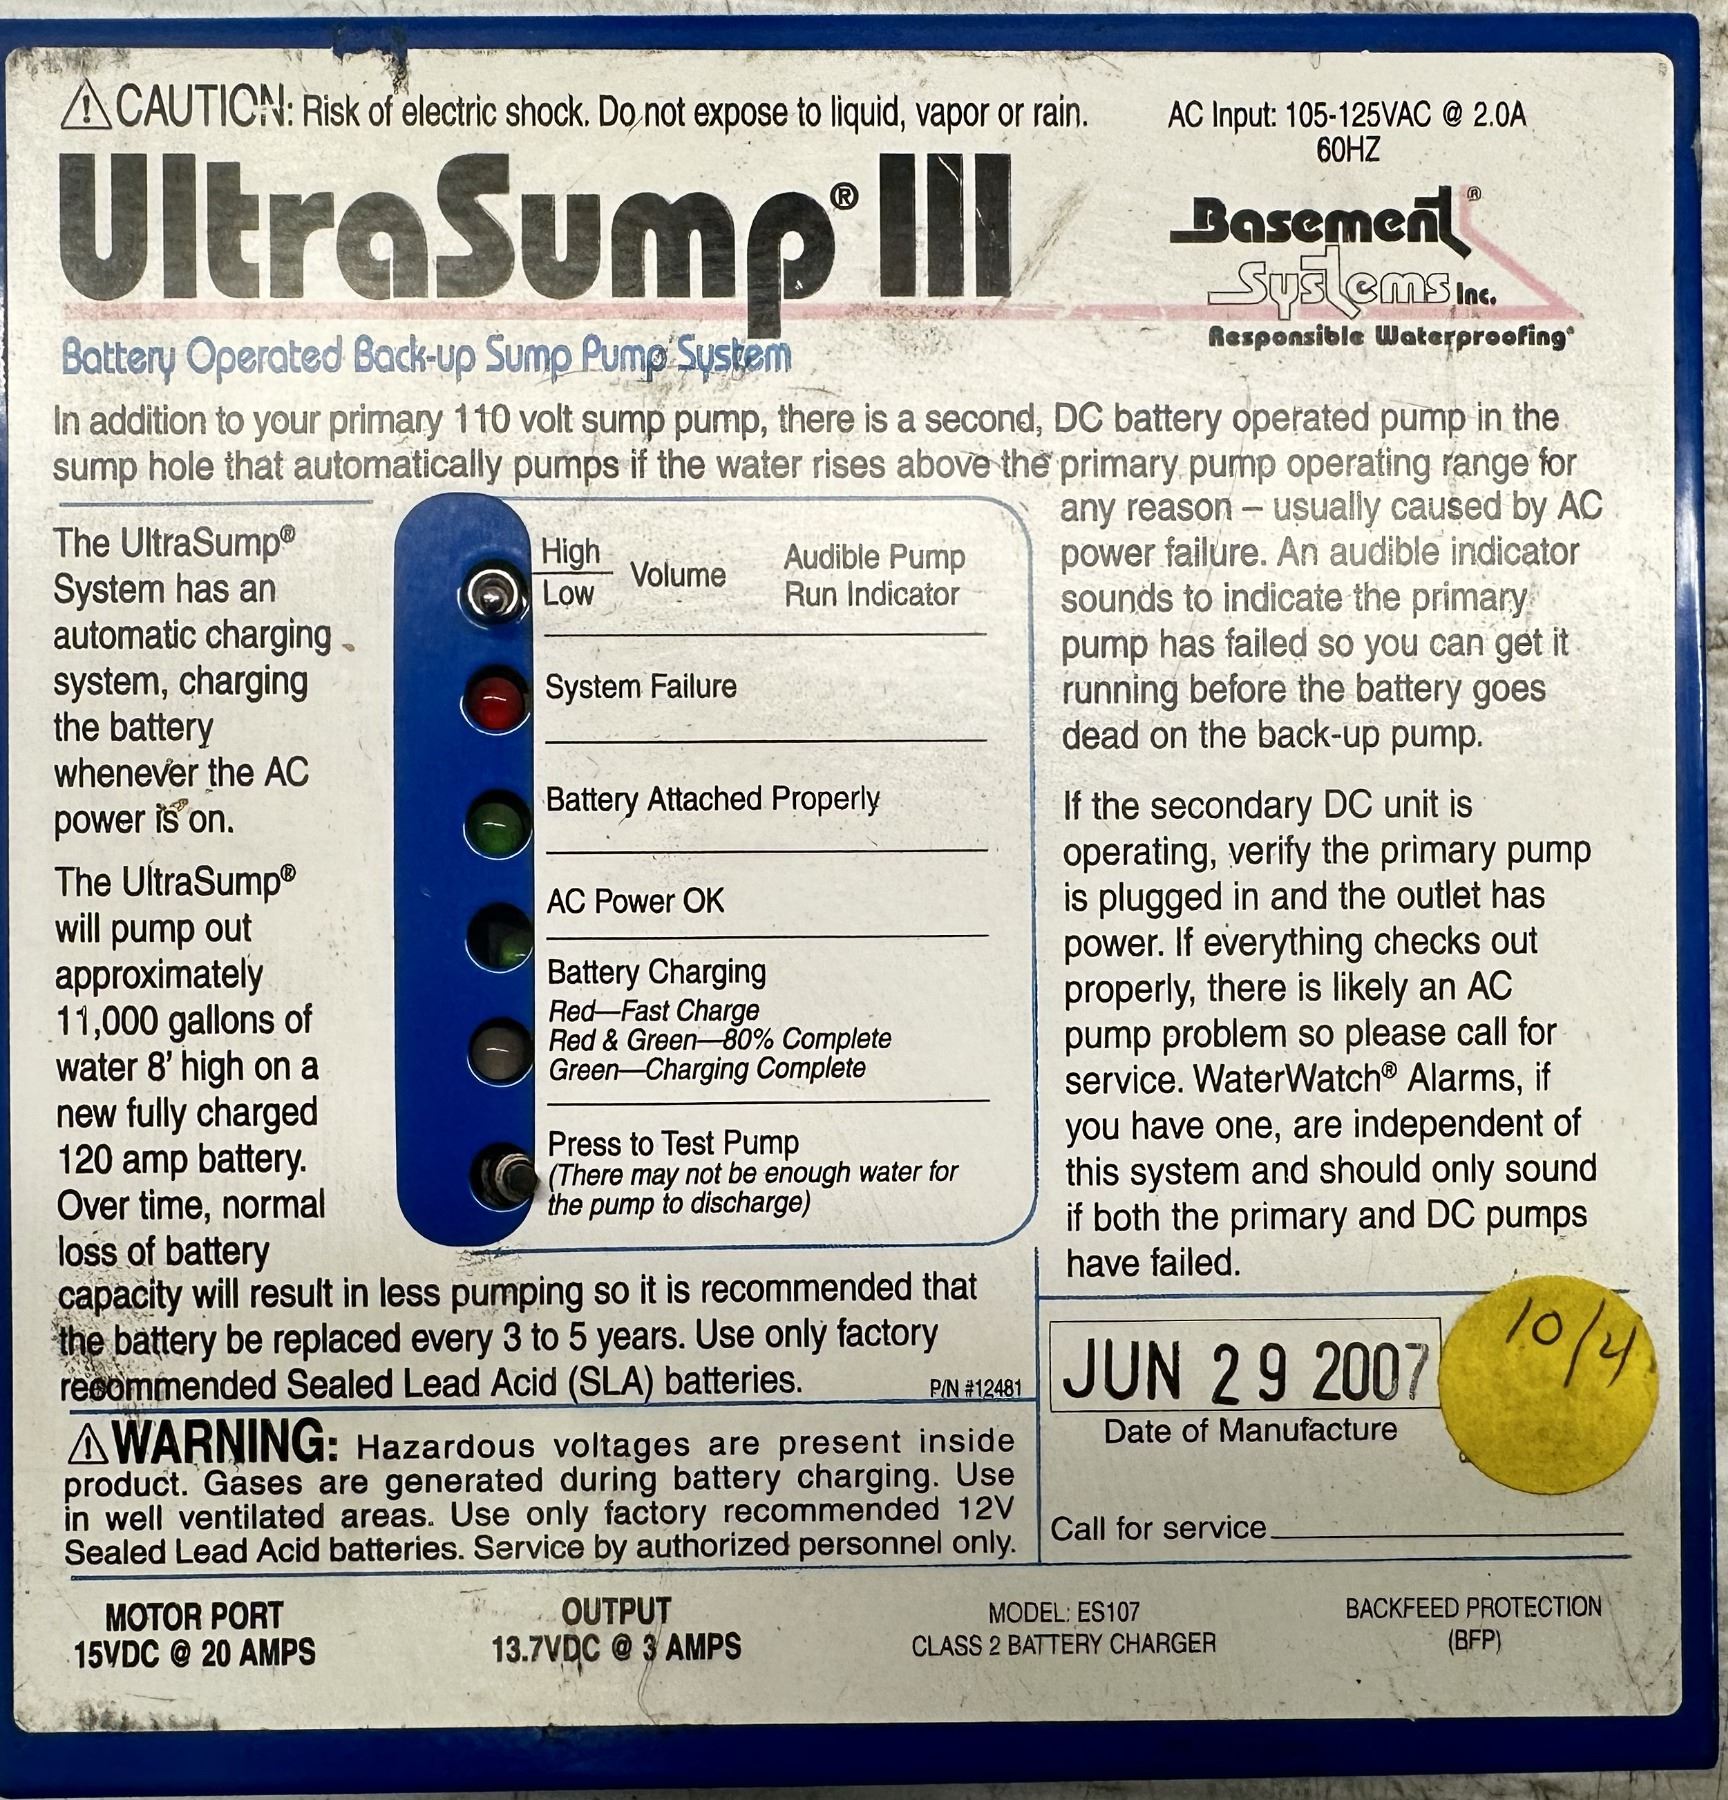 ⚠ CAUTION: Risk of electric shock. Do not expose to liquid, vapor or rain.
AC Input: 105-125VAC @ 2.0A
60HZ
UltraSump® III
Basement®
Systems Inc.
Responsible Waterproofing®
Battery Operated Back-up Sump Pump System
In addition to your primary 110 volt sump pump, there is a second, DC battery operated pump in the
sump hole that automatically pumps if the water rises above the primary pump operating range for
any reason – usually caused by AC
power failure. An audible indicator
sounds to indicate the primary
pump has failed so you can get it
running before the battery goes
dead on the back-up pump.
If the secondary DC unit is
operating, verify the primary pump
is plugged in and the outlet has
power. If everything checks out
properly, there is likely an AC
pump problem so please call for
service. WaterWatch® Alarms, if
you have one, are independent of
this system and should only sound
if both the primary and DC pumps
have failed.
The UltraSump®
System has an
automatic charging
system, charging
the battery
whenever the AC
power is on.
The UltraSump®
will pump out
approximately
11,000 gallons of
water 8' high on a
new fully charged
120 amp battery.
Over time, normal
loss of battery
capacity will result in less pumping so it is recommended that
the battery be replaced every 3 to 5 years. Use only factory
recommended Sealed Lead Acid (SLA) batteries.
P/N #12481
High
Low
Volume
Audible Pump
Run Indicator
System Failure
Battery Attached Properly
AC Power OK
Battery Charging
Red—Fast Charge
Red & Green—80% Complete
Green—Charging Complete
Press to Test Pump
(There may not be enough water for
the pump to discharge)
⚠ WARNING: Hazardous voltages are present inside
product. Gases are generated during battery charging. Use
in well ventilated areas. Use only factory recommended 12V
Sealed Lead Acid batteries. Service by authorized personnel only.
JUN 29 2007
Date of Manufacture
10/4
Call for service
MOTOR PORT
15VDC @ 20 AMPS
OUTPUT
13.7VDC @ 3 AMPS
MODEL: ES107
CLASS 2 BATTERY CHARGER
BACKFEED PROTECTION
(BFP)